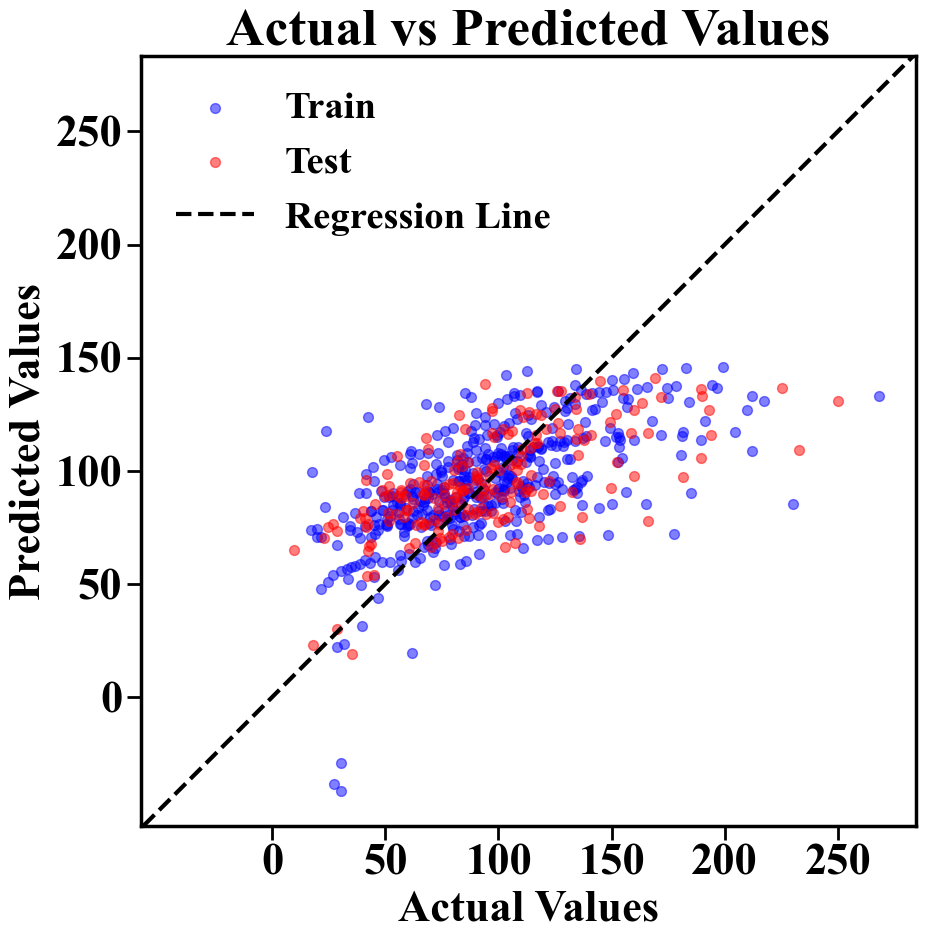 Actual vs Predicted Values
Train
Test
Regression Line
Predicted Values
250
200
150
100
50
0
0 50 100 150 200 250
Actual Values